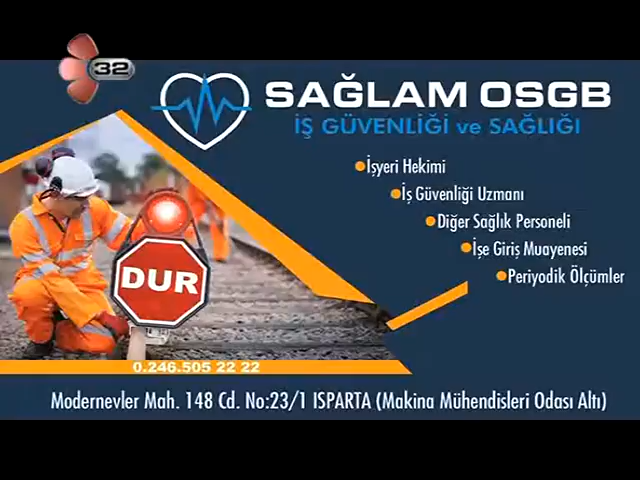 32
SAĞLAM OSGB
İŞ GÜVENLİĞİ ve SAĞLIĞI
İşyeri Hekimi
İş Güvenliği Uzmanı
Diğer Sağlık Personeli
İşe Giriş Muayenesi
Periyodik Ölçümler
DUR
0.246.505 22 22
Modernevler Mah. 148 Cd. No:23/1 ISPARTA (Makina Mühendisleri Odası Altı)